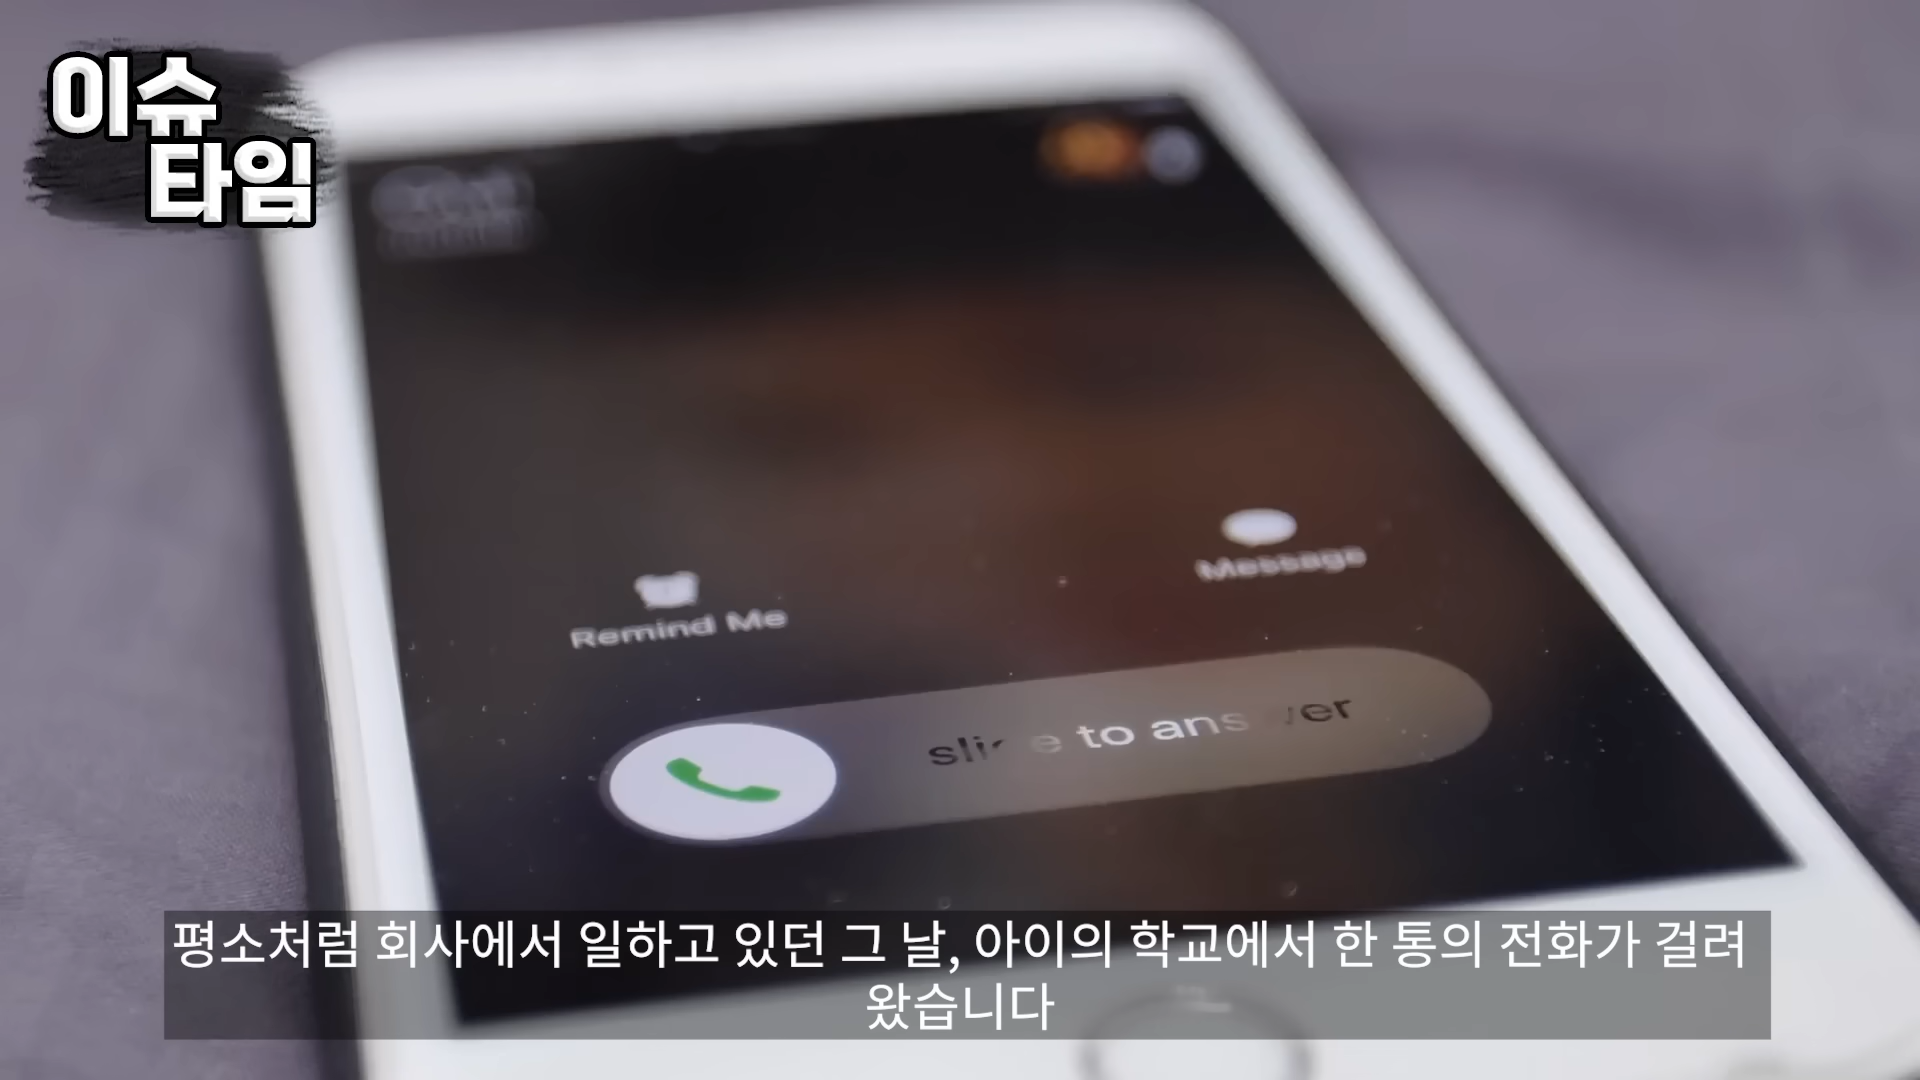 이슈
타임
Remind Me
Message
slide to answer
평소처럼 회사에서 일하고 있던 그 날, 아이의 학교에서 한 통의 전화가 걸려
왔습니다